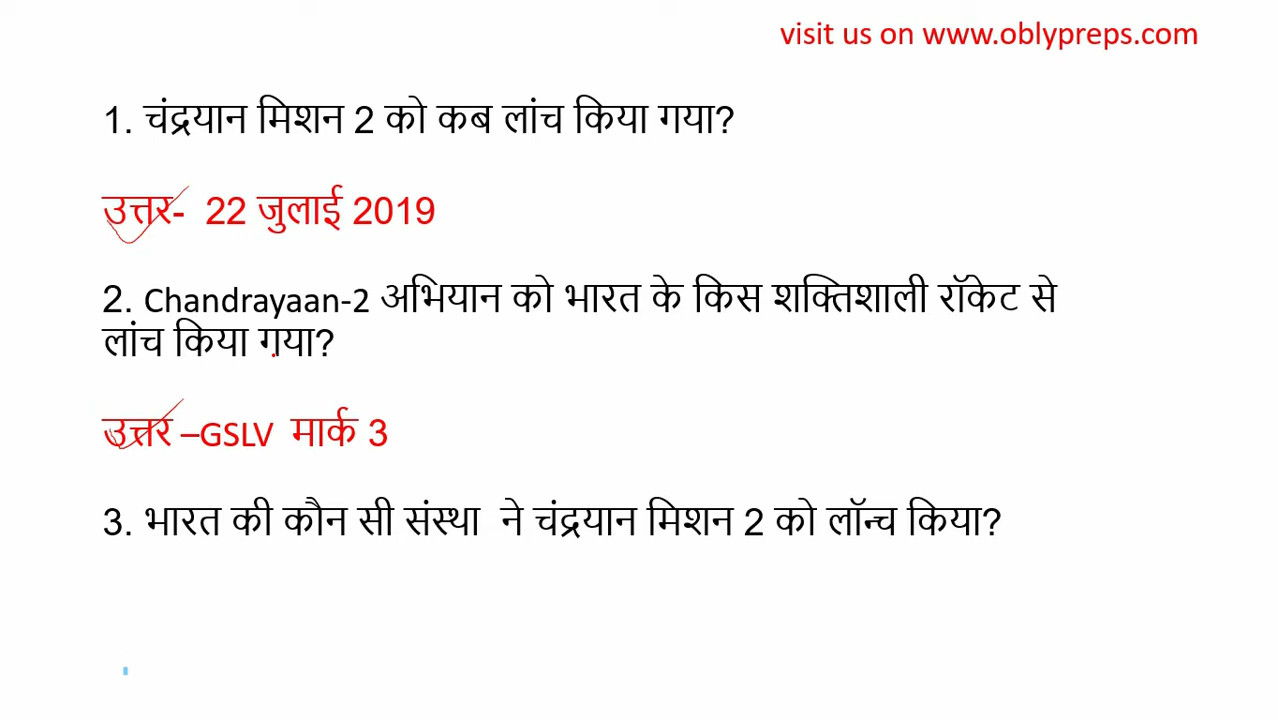 visit us on www.oblypreps.com
1. चंद्रयान मिशन 2 को कब लांच किया गया?
उत्तर- 22 जुलाई 2019
2. Chandrayaan-2 अभियान को भारत के किस शक्तिशाली रॉकेट से
लांच किया गया?
उत्तर –GSLV मार्क 3
3. भारत की कौन सी संस्था ने चंद्रयान मिशन 2 को लॉन्च किया?